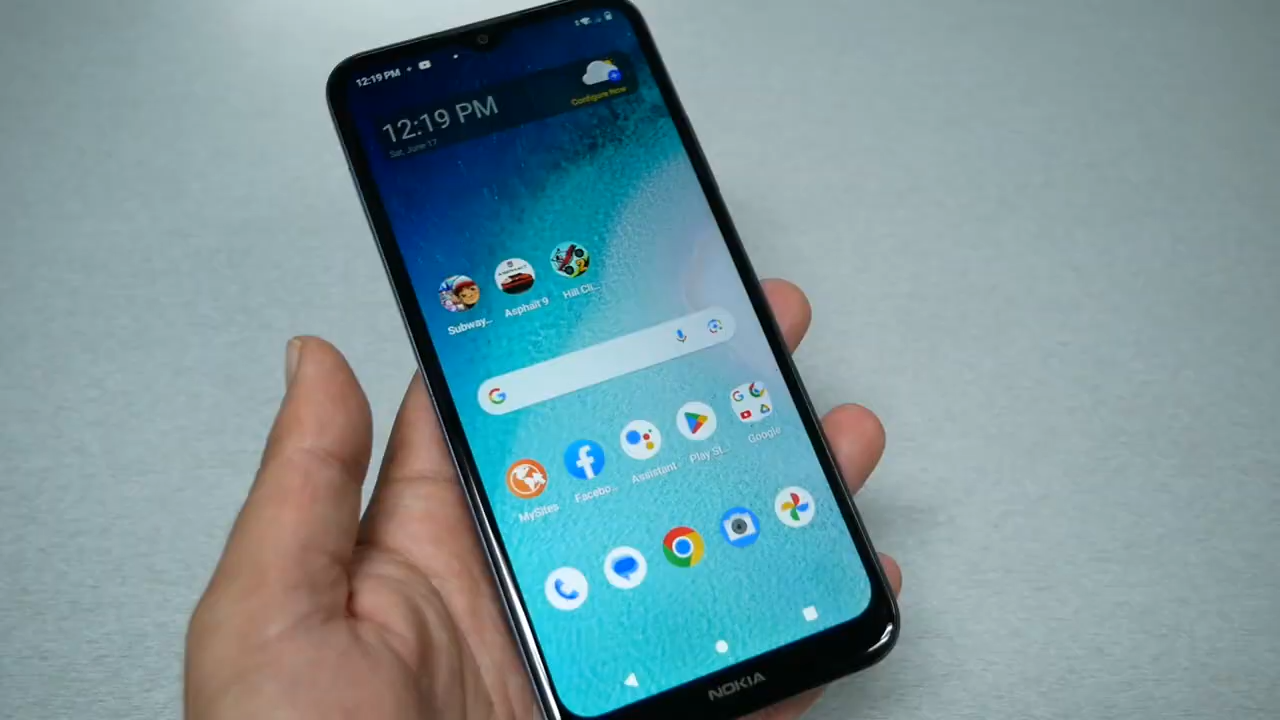 12:19 PM
12:19 PM
Sat, June 17
Configure Now
Subway...
Asphalt 9
Hill Cli...
G
MySites
Facebo...
Assistant
Play St...
Google
NOKIA